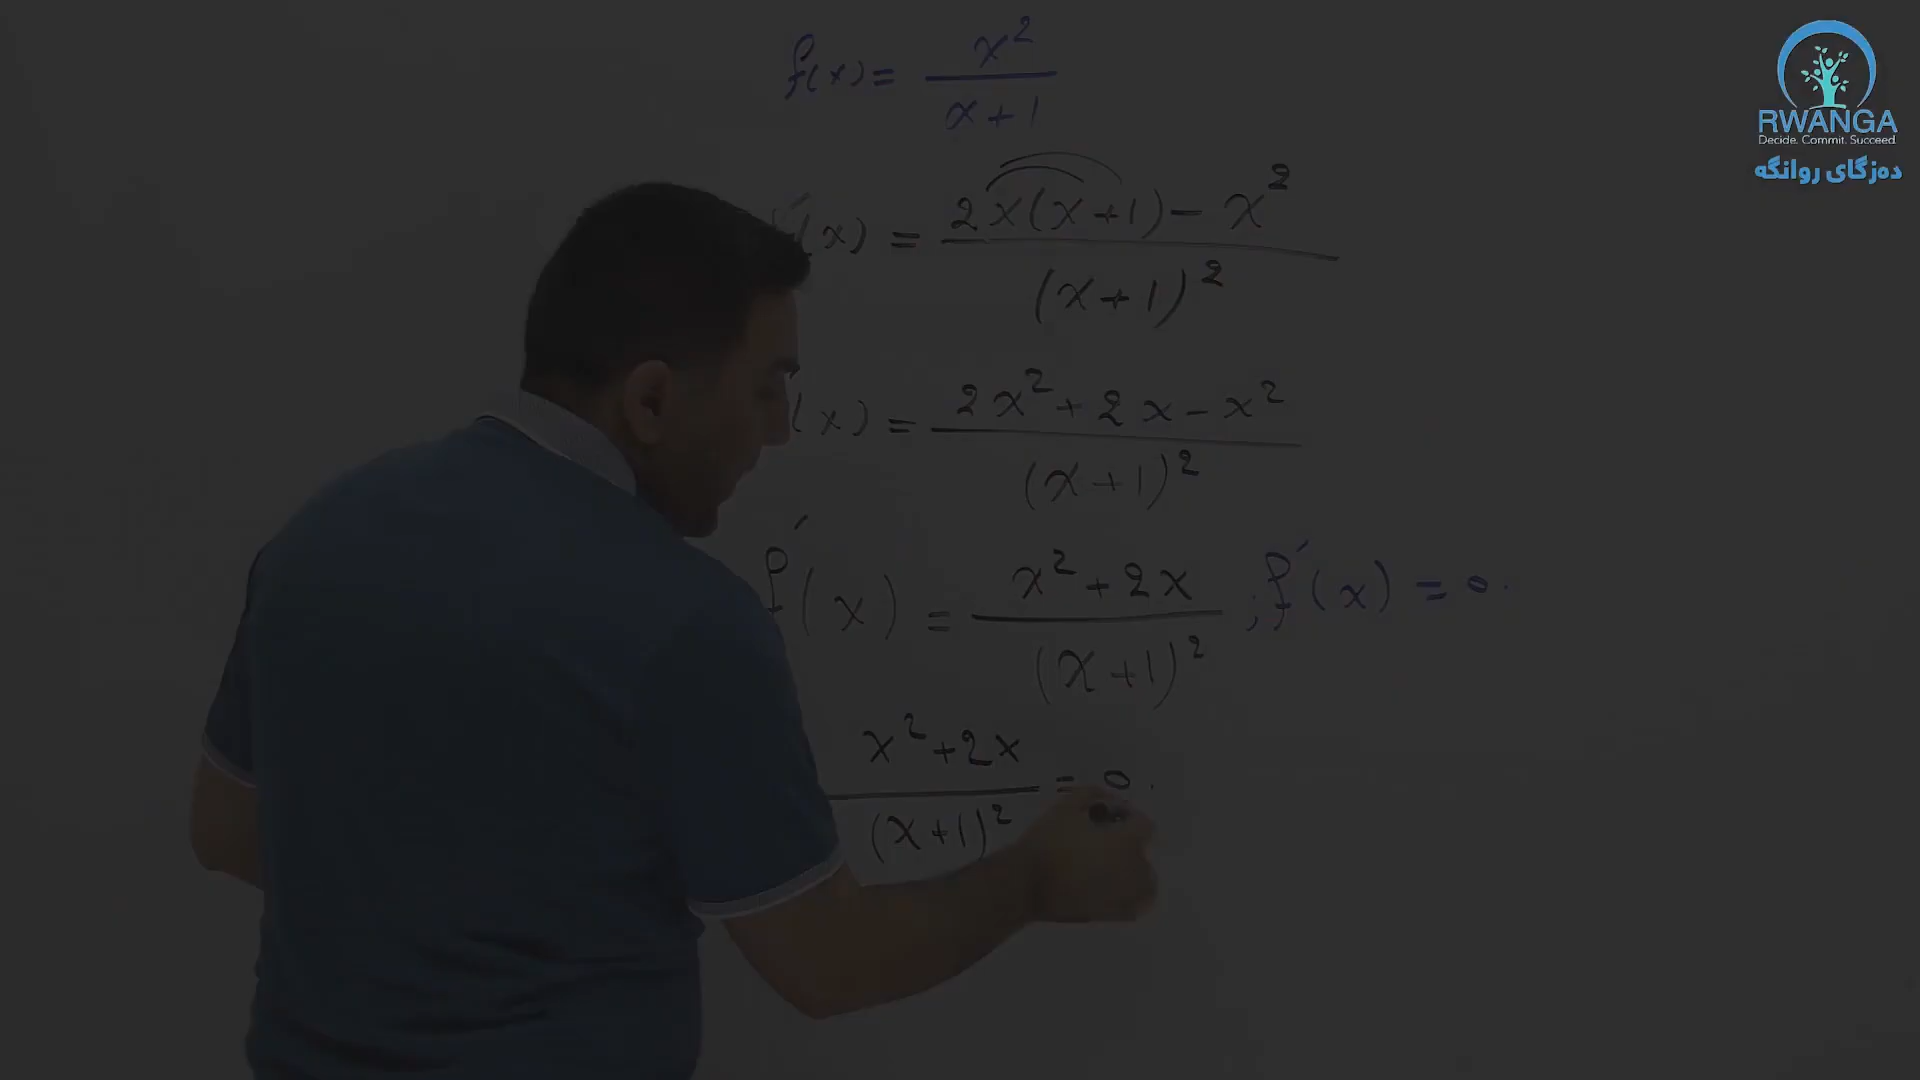 f(x) = x² / x + 1
f′(x) = 2x(x + 1) − x² / (x + 1)²
(x) = 2x² + 2x − x² / (x + 1)²
f′(x) = x² + 2x / (x + 1)² ; f′(x) = 0.
x² + 2x / (x + 1)² = 0.
RWANGA
Decide. Commit. Succeed.
دەزگای روانگە